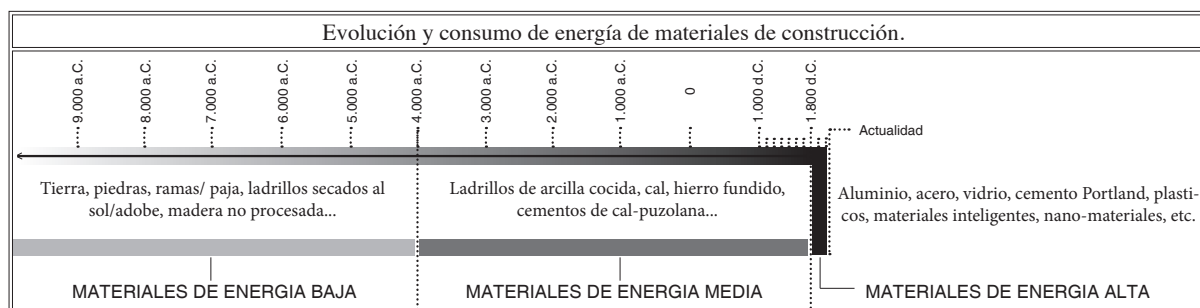 Evolución y consumo de energía de materiales de construcción.
9.000 a.C.
8.000 a.C.
7.000 a.C.
6.000 a.C.
5.000 a.C.
4.000 a.C.
3.000 a.C.
2.000 a.C.
1.000 a.C.
0
1.000 d.C.
1.800 d.C.
Actualidad
Tierra, piedras, ramas/ paja, ladrillos secados al
sol/adobe, madera no procesada...
Ladrillos de arcilla cocida, cal, hierro fundido,
cementos de cal-puzolana...
Aluminio, acero, vidrio, cemento Portland, plasti-
cos, materiales inteligentes, nano-materiales, etc.
MATERIALES DE ENERGIA BAJA
MATERIALES DE ENERGIA MEDIA
MATERIALES DE ENERGIA ALTA